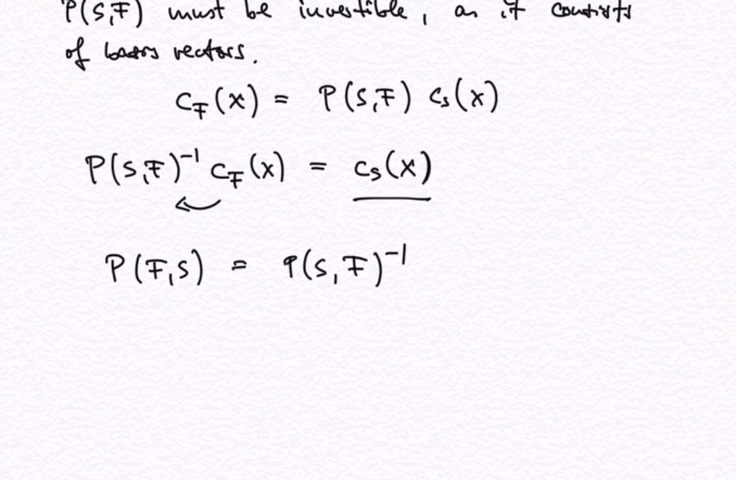 P(S,F) must be invertible, as it consists
of basis vectors.
C_F(x) = P(S,F) C_S(x)
P(S,F)⁻¹ C_F(x) = C_S(x)
P(F,S) = P(S,F)⁻¹